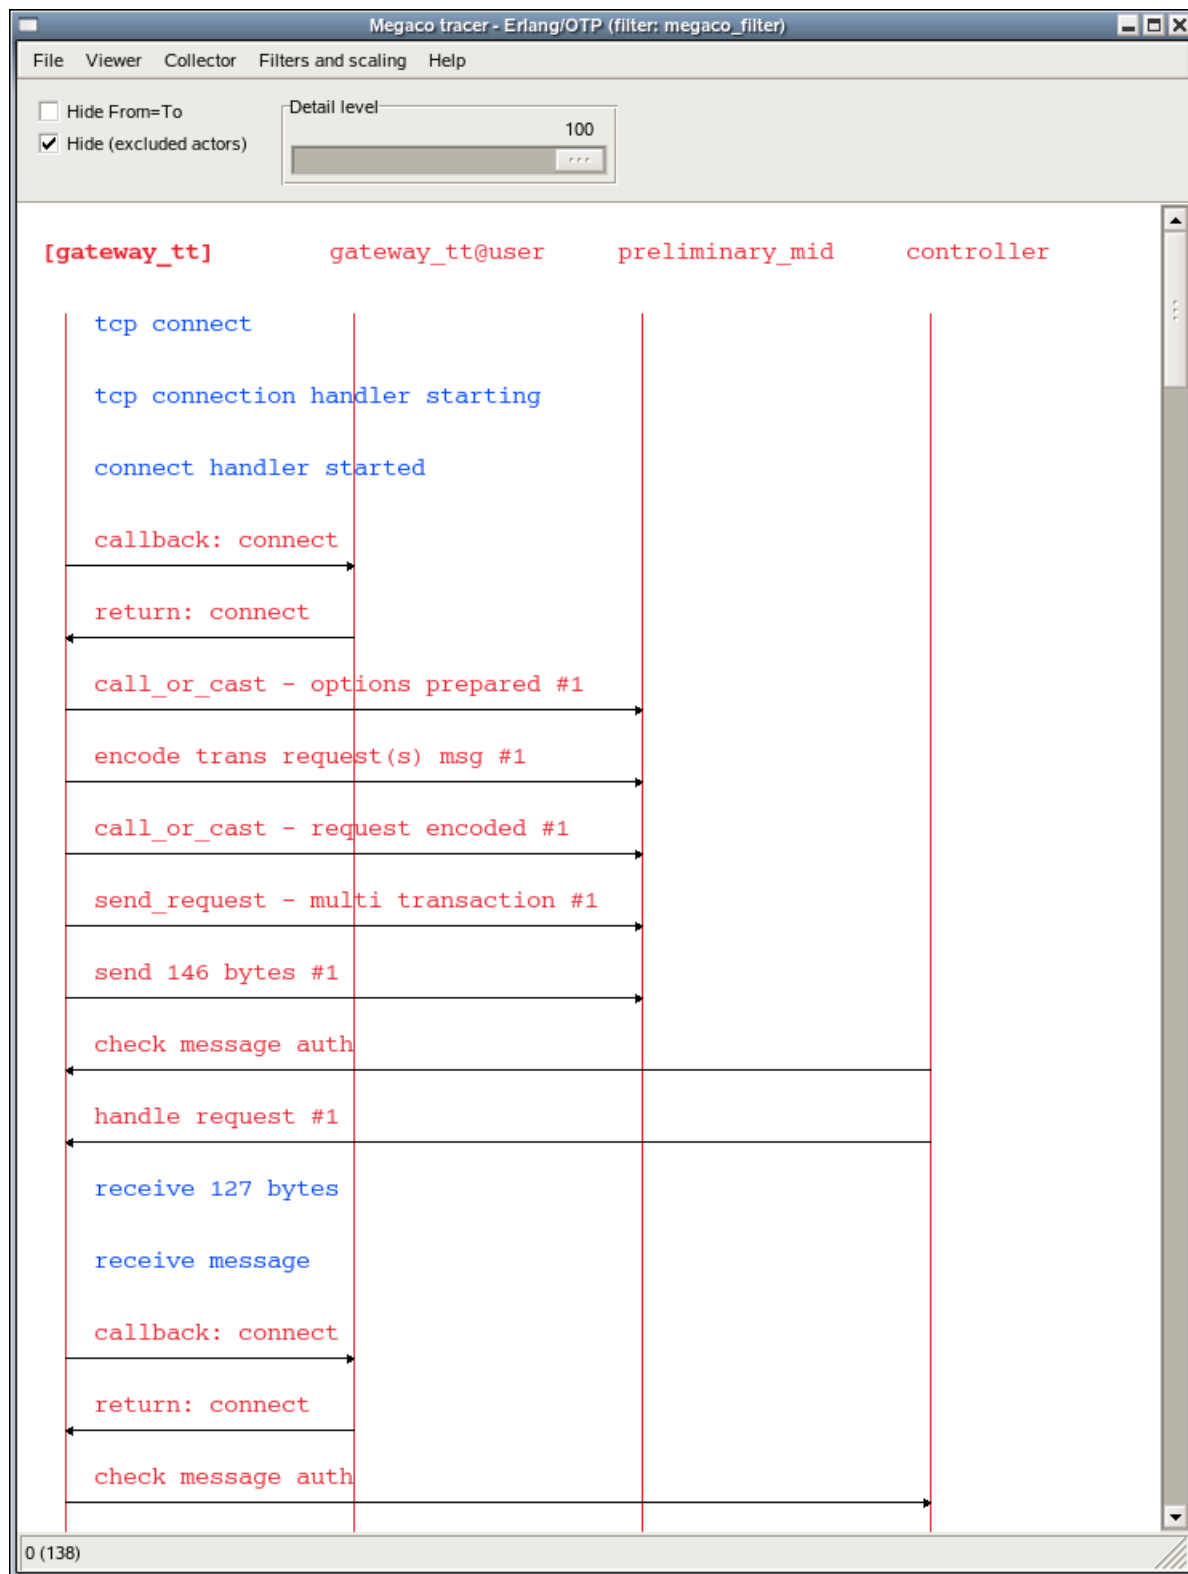 Megaco tracer - Erlang/OTP (filter: megaco_filter)
File Viewer Collector Filters and scaling Help
Hide From=To
Detail level
100
Hide (excluded actors)
[gateway_tt] gateway_tt@user preliminary_mid controller
tcp connect
tcp connection handler starting
connect handler started
callback: connect
return: connect
call_or_cast - options prepared #1
encode trans request(s) msg #1
call_or_cast - request encoded #1
send_request - multi transaction #1
send 146 bytes #1
check message auth
handle request #1
receive 127 bytes
receive message
callback: connect
return: connect
check message auth
0 (138)